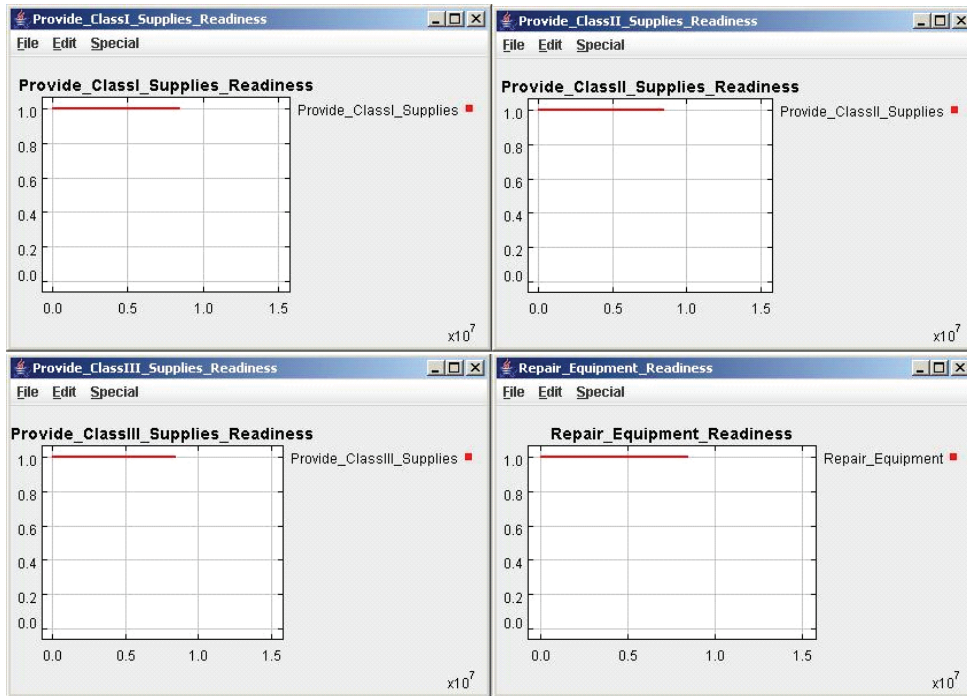 Provide_ClassI_Supplies_Readiness
File Edit Special
Provide_ClassI_Supplies_Readiness
Provide_ClassI_Supplies
1.0
0.8
0.6
0.4
0.2
0.0
0.0 0.5 1.0 1.5
x10^7
Provide_ClassII_Supplies_Readiness
File Edit Special
Provide_ClassII_Supplies_Readiness
Provide_ClassII_Supplies
1.0
0.8
0.6
0.4
0.2
0.0
0.0 0.5 1.0 1.5
x10^7
Provide_ClassIII_Supplies_Readiness
File Edit Special
Provide_ClassIII_Supplies_Readiness
Provide_ClassIII_Supplies
1.0
0.8
0.6
0.4
0.2
0.0
0.0 0.5 1.0 1.5
x10^7
Repair_Equipment_Readiness
File Edit Special
Repair_Equipment_Readiness
Repair_Equipment
1.0
0.8
0.6
0.4
0.2
0.0
0.0 0.5 1.0 1.5
x10^7